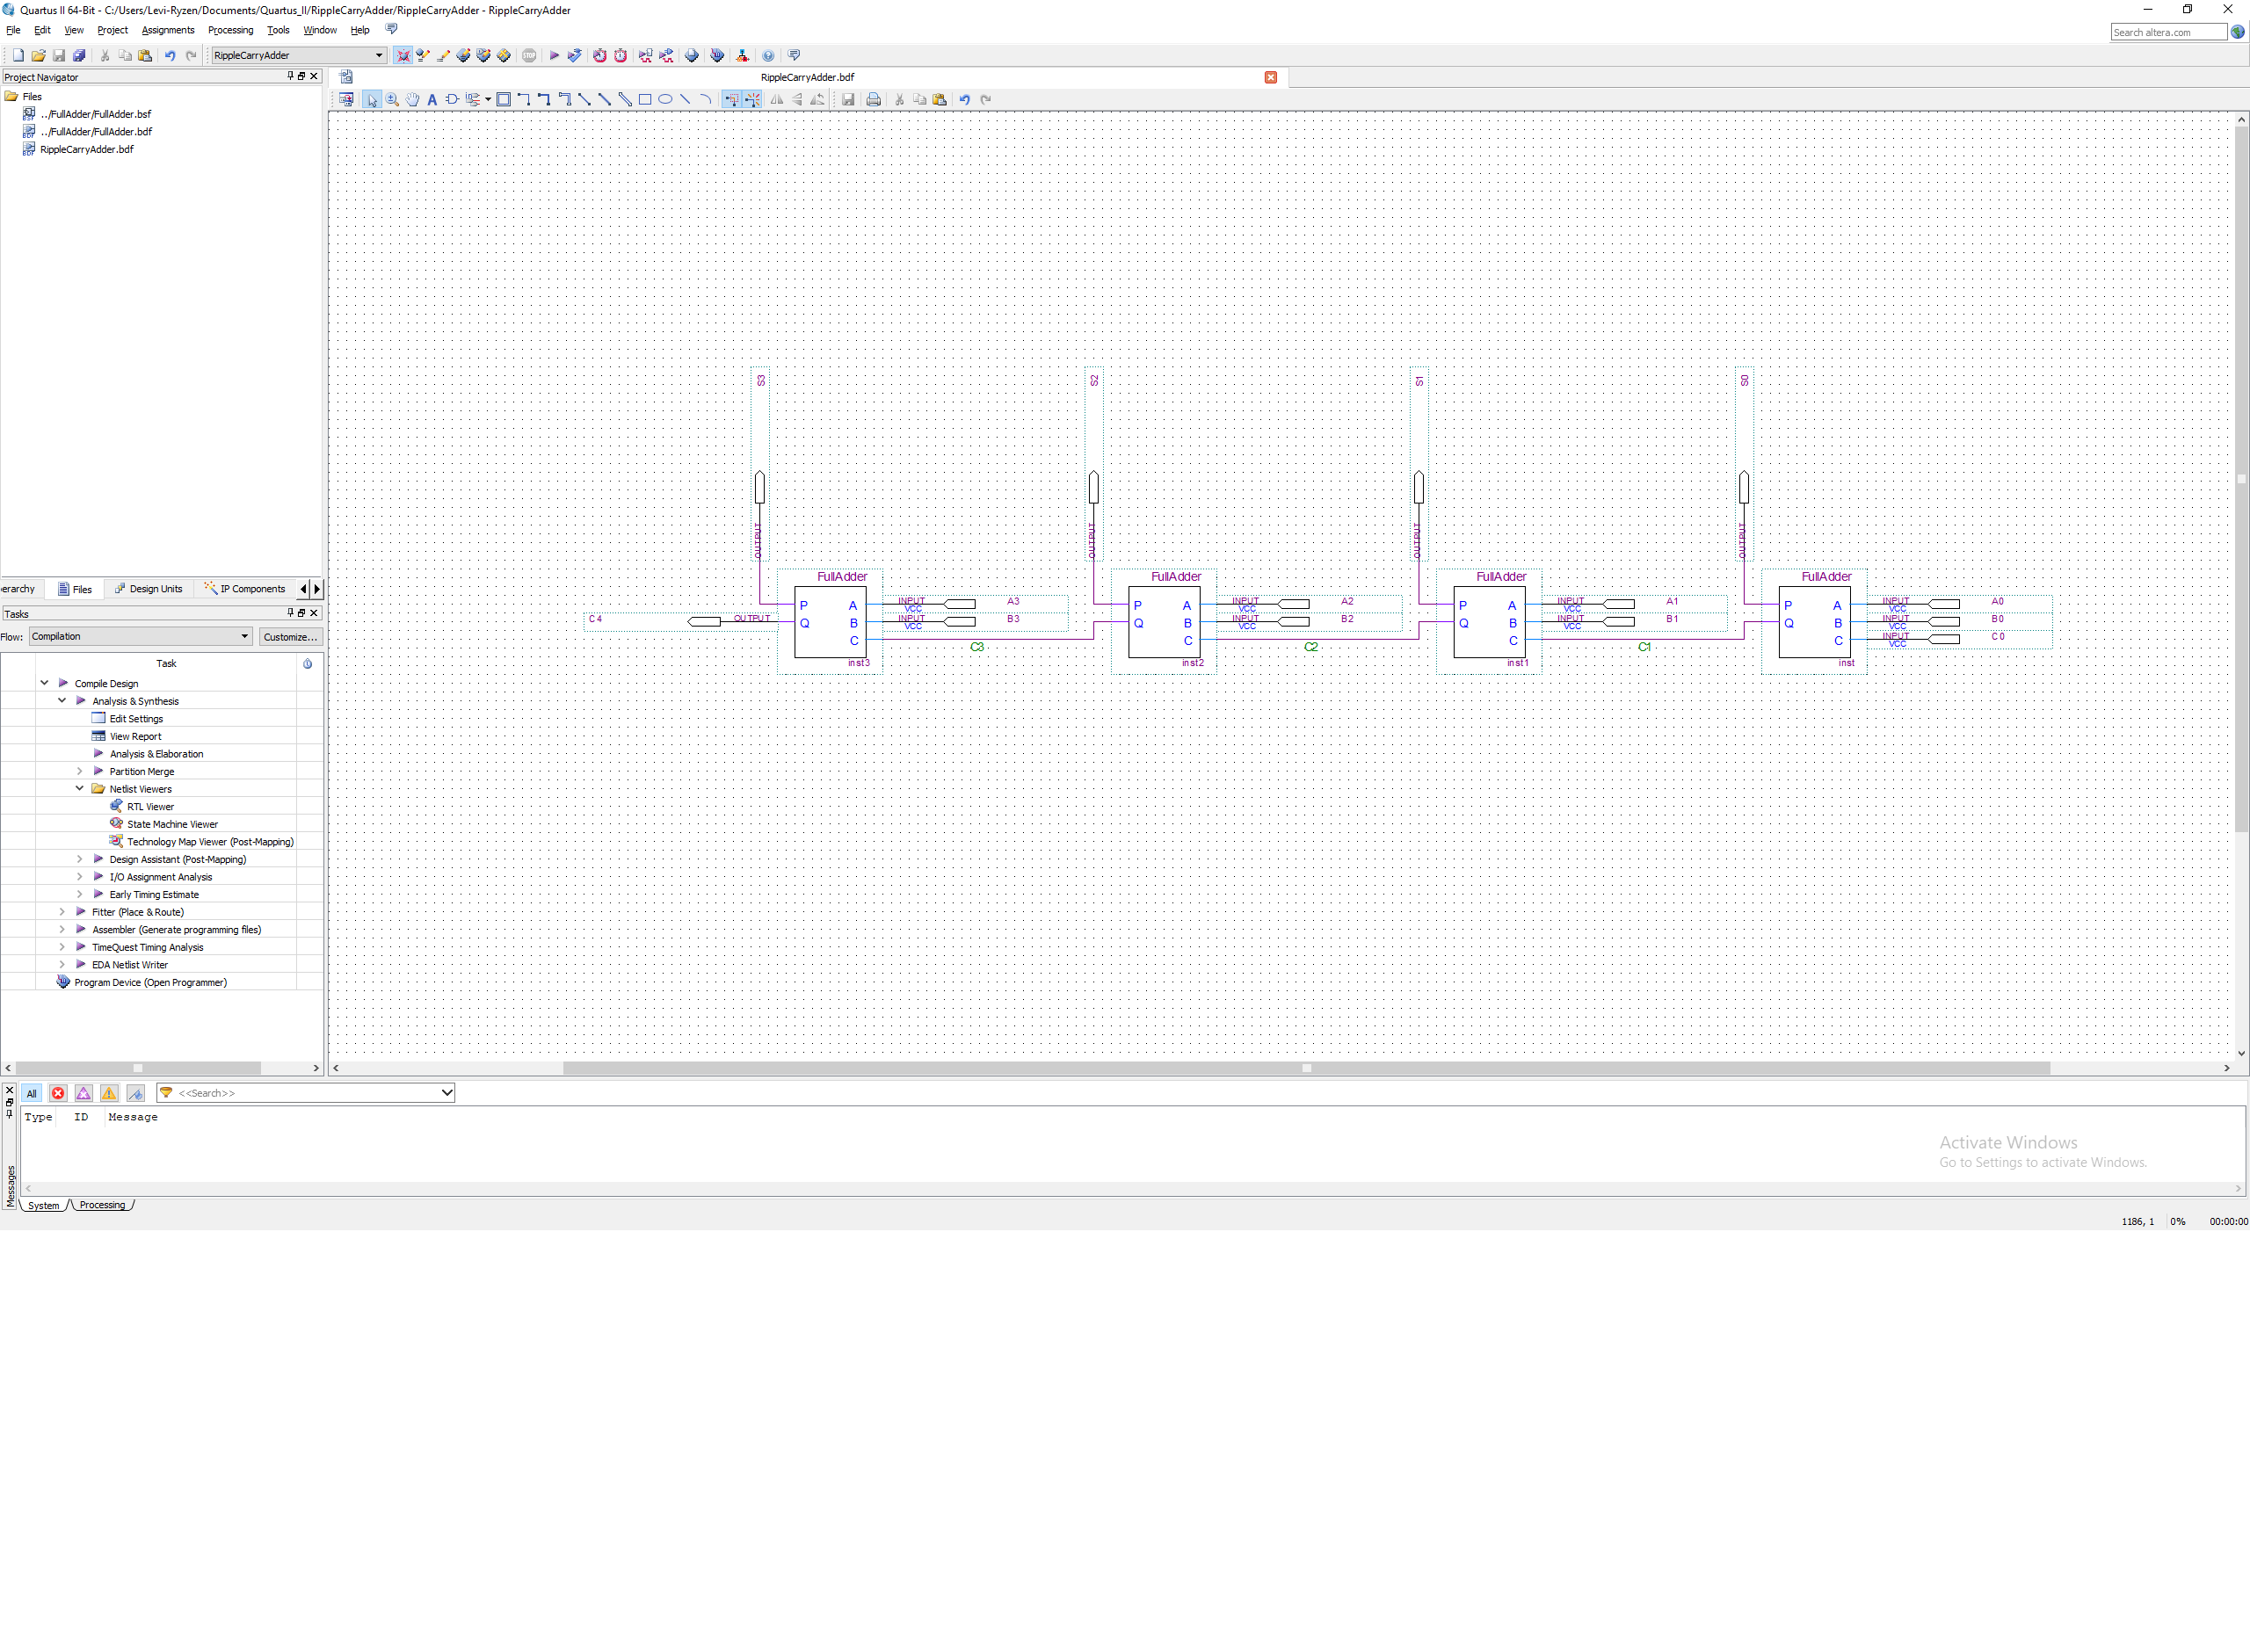 Quartus II 64-Bit - C:/Users/Levi-Ryzen/Documents/Quartus_II/RippleCarryAdder/RippleCarryAdder - RippleCarryAdder
File Edit View Project Assignments Processing Tools Window Help
Search altera.com
RippleCarryAdder
Project Navigator
RippleCarryAdder.bdf
Files
../FullAdder/FullAdder.bsf
../FullAdder/FullAdder.bdf
RippleCarryAdder.bdf
S3 S2 S1 S0
OUTPUT OUTPUT OUTPUT OUTPUT
FullAdder FullAdder FullAdder FullAdder
P A INPUT VCC A3 P A INPUT VCC A2 P A INPUT VCC A1 P A INPUT VCC A0
C4 OUTPUT Q B INPUT VCC B3 Q B INPUT VCC B2 Q B INPUT VCC B1 Q B INPUT VCC B0
C C3 C C2 C C1 C INPUT VCC C0
inst3 inst2 inst1 inst
erarchy Files Design Units IP Components
Tasks
Flow: Compilation Customize...
Task
Compile Design
Analysis & Synthesis
Edit Settings
View Report
Analysis & Elaboration
Partition Merge
Netlist Viewers
RTL Viewer
State Machine Viewer
Technology Map Viewer (Post-Mapping)
Design Assistant (Post-Mapping)
I/O Assignment Analysis
Early Timing Estimate
Fitter (Place & Route)
Assembler (Generate programming files)
TimeQuest Timing Analysis
EDA Netlist Writer
Program Device (Open Programmer)
All <<Search>>
Type ID Message
Messages
Activate Windows
Go to Settings to activate Windows.
System Processing
1186, 1 0% 00:00:00